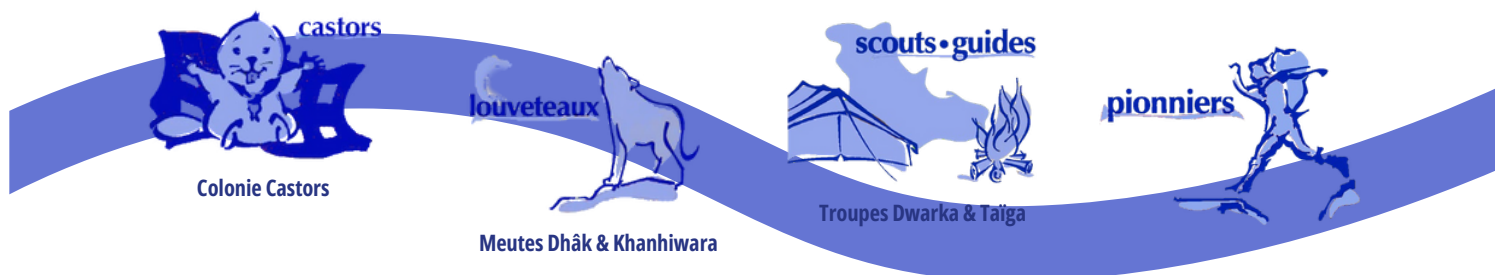 castors
Colonie Castors
louveteaux
Meutes Dhâk & Khanhiwara
scouts•guides
Troupes Dwarka & Taïga
pionniers